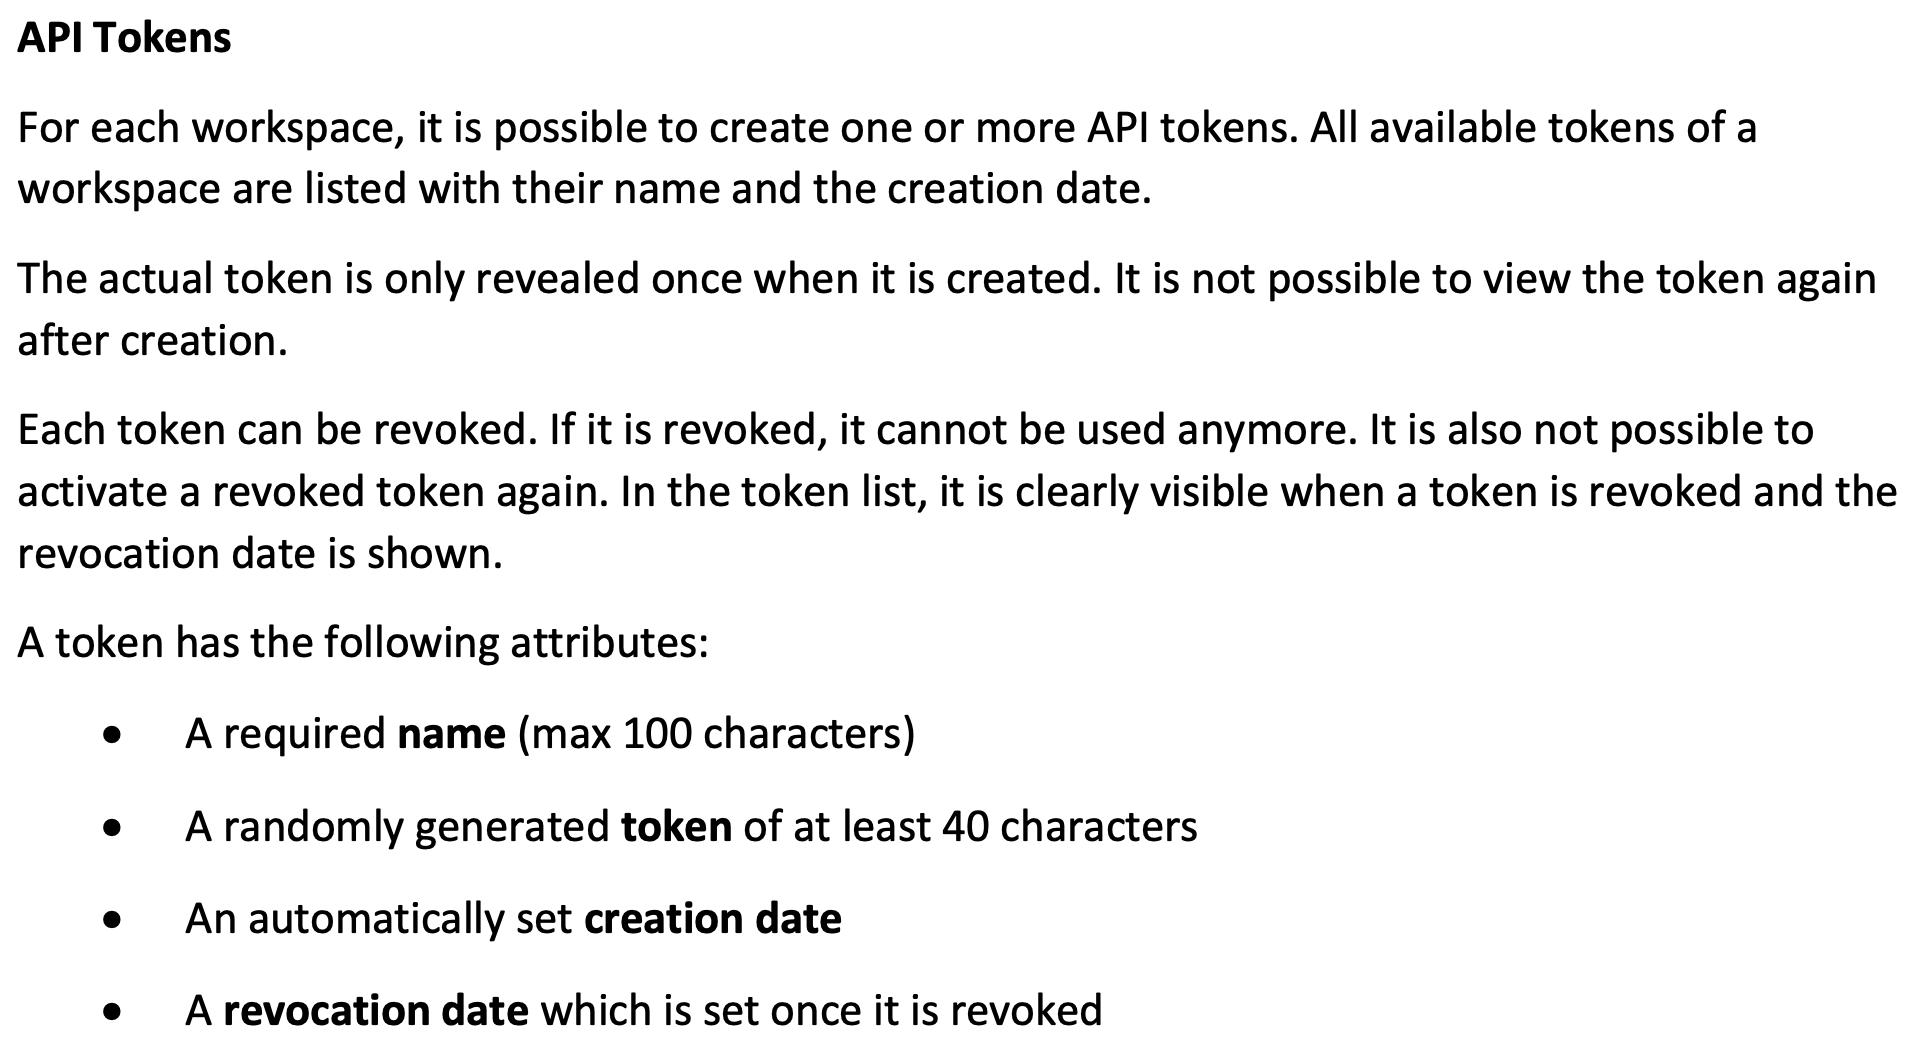 API Tokens
For each workspace, it is possible to create one or more API tokens. All available tokens of a
workspace are listed with their name and the creation date.
The actual token is only revealed once when it is created. It is not possible to view the token again
after creation.
Each token can be revoked. If it is revoked, it cannot be used anymore. It is also not possible to
activate a revoked token again. In the token list, it is clearly visible when a token is revoked and the
revocation date is shown.
A token has the following attributes:
• A required name (max 100 characters)
• A randomly generated token of at least 40 characters
• An automatically set creation date
• A revocation date which is set once it is revoked